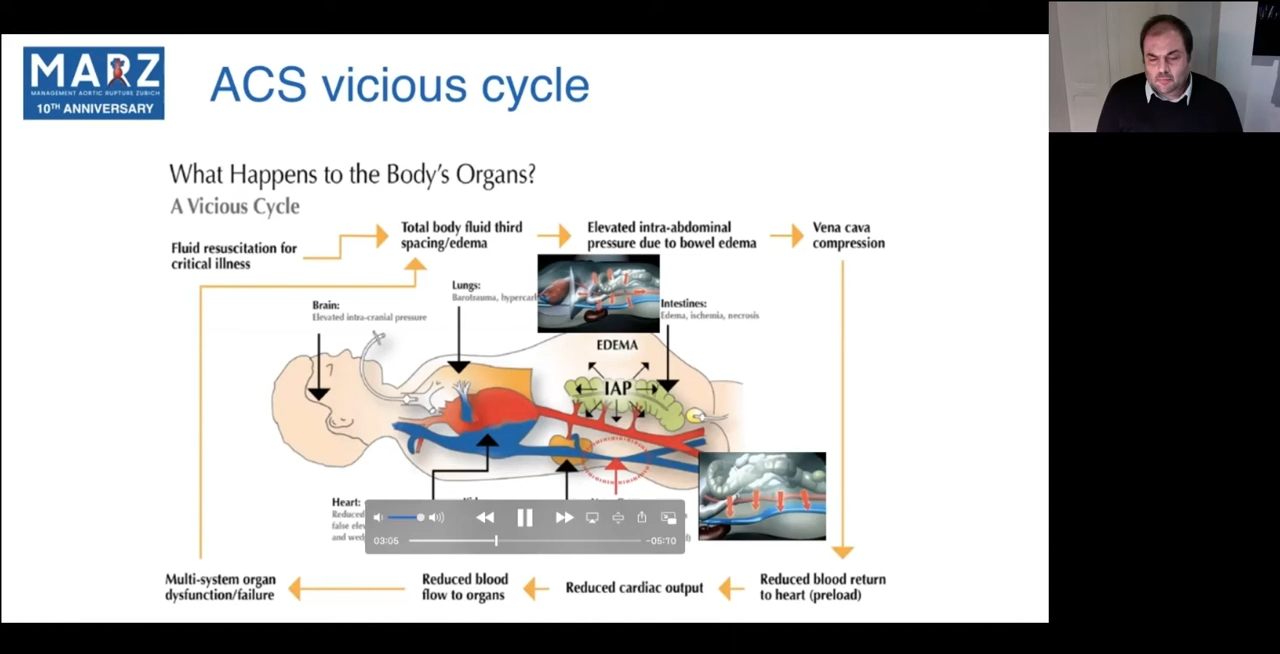 MARZ
MANAGEMENT AORTIC RUPTURE ZURICH
10TH ANNIVERSARY
ACS vicious cycle
What Happens to the Body's Organs?
A Vicious Cycle
Fluid resuscitation for
critical illness
Total body fluid third
spacing/edema
Elevated intra-abdominal
pressure due to bowel edema
Vena cava
compression
Brain:
Elevated intra-cranial pressure
Lungs:
Barotrauma,
Intestines:
Edema, ischemia, necrosis
EDEMA
IAP
Heart:
Reduced
false
and
03:05
-05:10
Multi-system organ
dysfunction/failure
Reduced blood
flow to organs
Reduced cardiac output
Reduced blood return
to heart (preload)